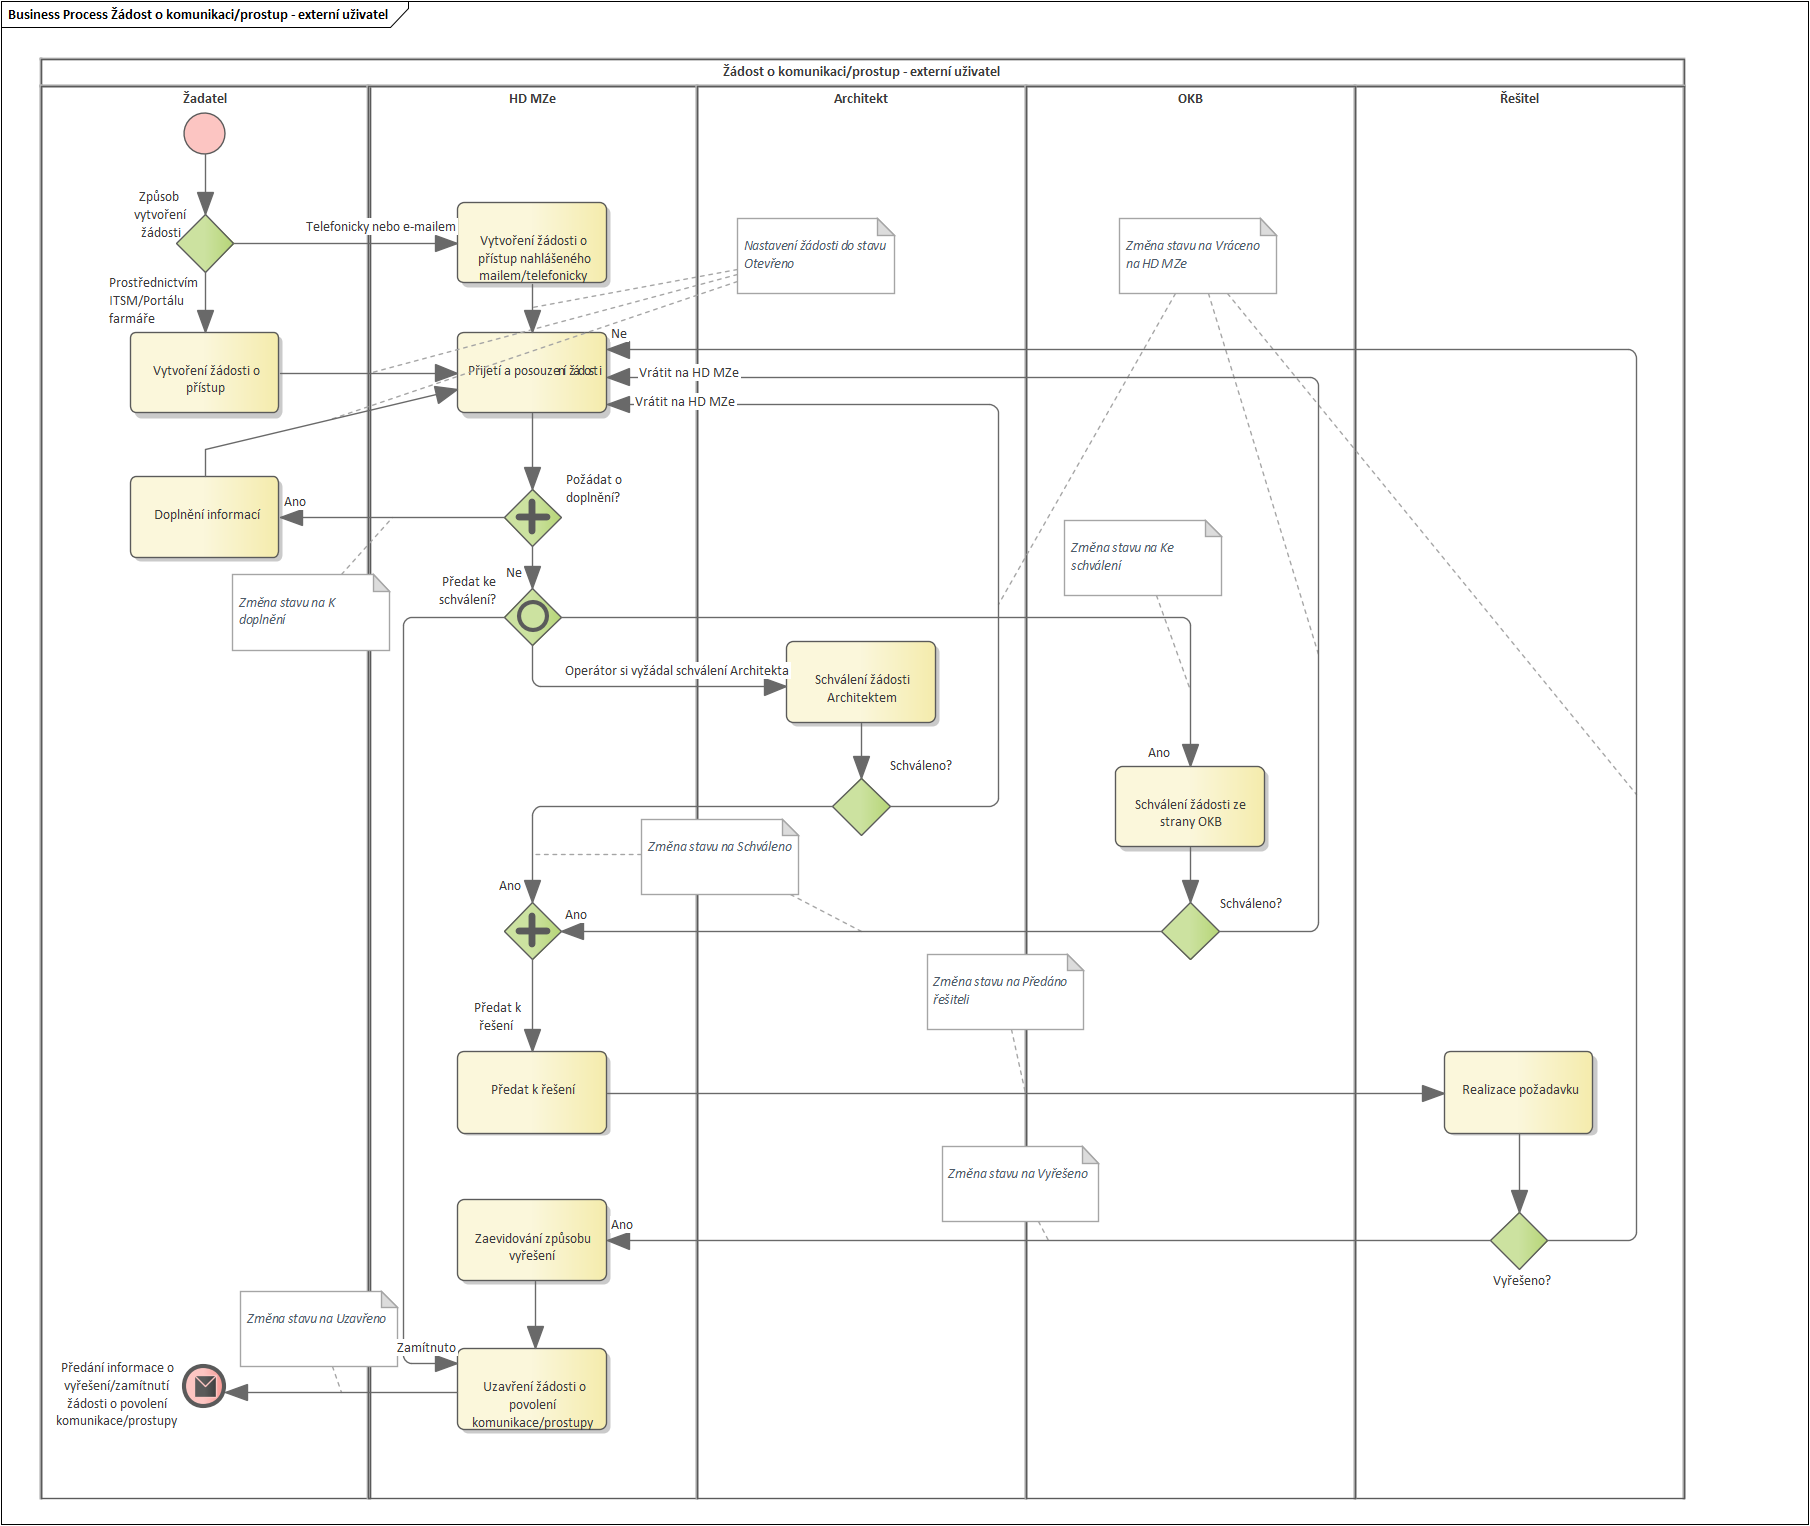 Business Process Žádost o komunikaci/prostup - externí uživatel
Žádost o komunikaci/prostup - externí uživatel
Žadatel
HD MZe
Architekt
OKB
Řešitel
Způsob
vytvoření
žádosti
Telefonicky nebo e-mailem
Vytvoření žádosti o
přístup nahlášeného
mailem/telefonicky
Nastavení žádosti do stavu
Otevřeno
Změna stavu na Vráceno
na HD MZe
Prostřednictvím
ITSM/Portálu
farmáře
Vytvoření žádosti o
přístup
Přijetí a posouzení žádosti
Ne
Vrátit na HD MZe
Vrátit na HD MZe
Požádat o
doplnění?
Doplnění informací
Ano
Změna stavu na Ke
schválení
Ne
Předat ke
schválení?
Změna stavu na K
doplnění
Operátor si vyžádal schválení Architekta
Schválení žádosti
Architektem
Ano
Schváleno?
Schválení žádosti ze
strany OKB
Změna stavu na Schváleno
Ano
Ano
Schváleno?
Změna stavu na Předáno
řešiteli
Předat k
řešení
Předat k řešení
Realizace požadavku
Změna stavu na Vyřešeno
Zaevidování způsobu
vyřešení
Ano
Vyřešeno?
Změna stavu na Uzavřeno
Zamítnuto
Předání informace o
vyřešení/zamítnutí
žádosti o povolení
komunikace/prostupy
Uzavření žádosti o
povolení
komunikace/prostupy